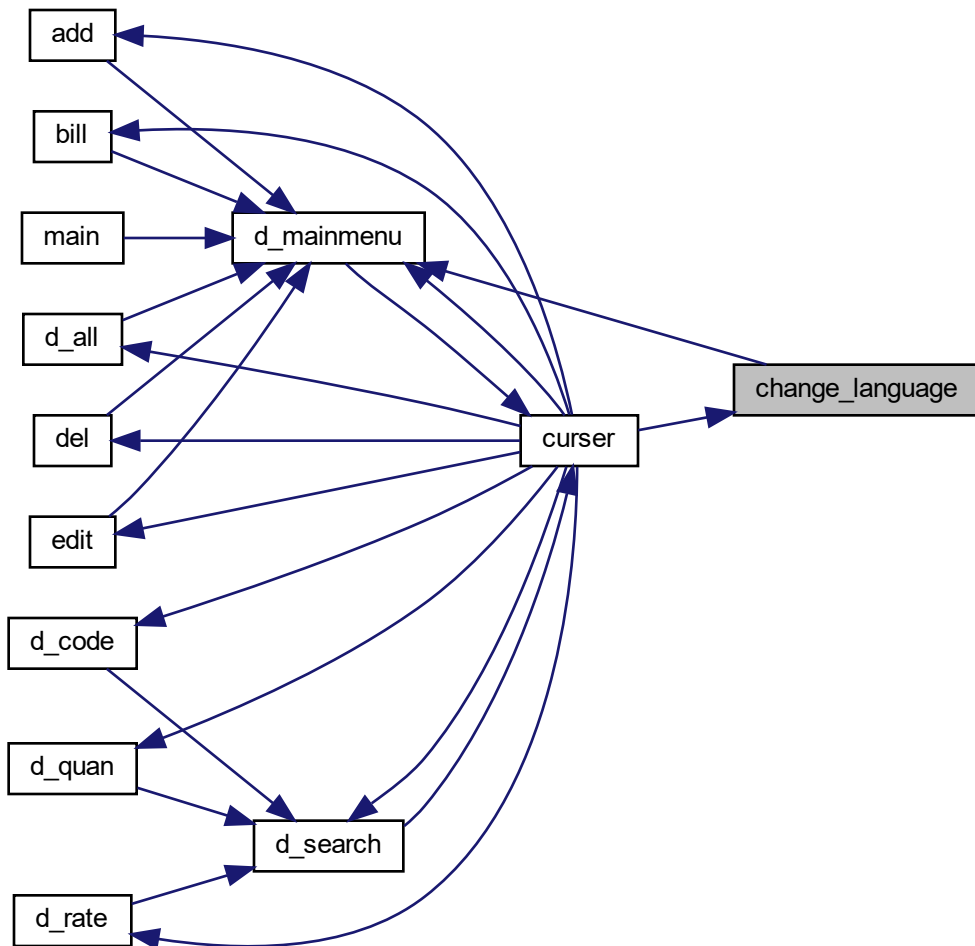 add
bill
main
d_mainmenu
d_all
change_language
del
curser
edit
d_code
d_quan
d_search
d_rate